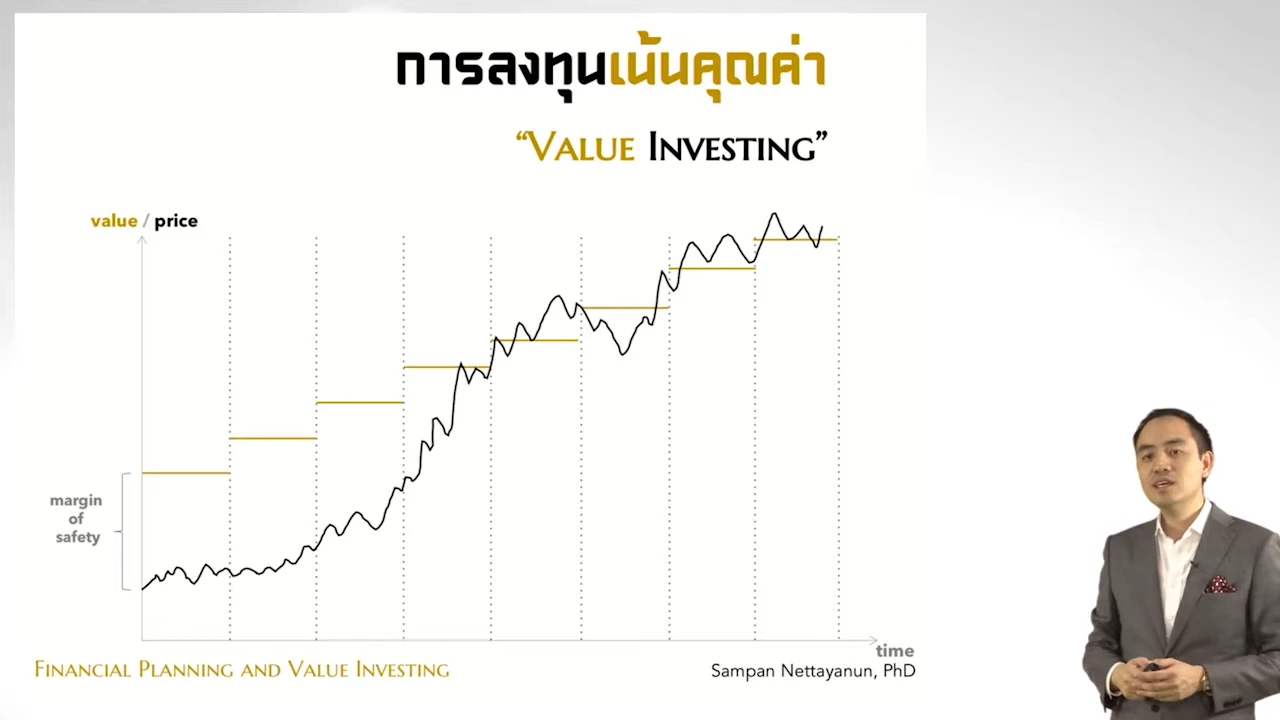 การลงทุนเน้นคุณค่า
“VALUE INVESTING”
value / price
margin
of
safety
time
FINANCIAL PLANNING AND VALUE INVESTING
Sampan Nettayanun, PhD